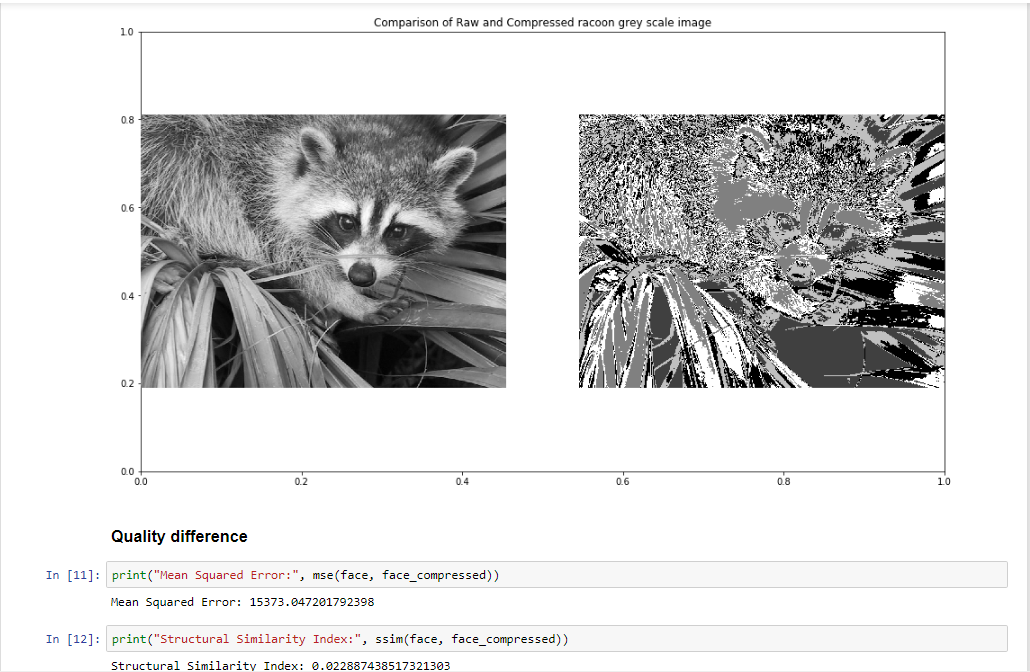 Comparison of Raw and Compressed racoon grey scale image
1.0
0.8
0.6
0.4
0.2
0.0
0.0 0.2 0.4 0.6 0.8 1.0
Quality difference
In [11]: print("Mean Squared Error:", mse(face, face_compressed))
Mean Squared Error: 15373.047201792398
In [12]: print("Structural Similarity Index:", ssim(face, face_compressed))
Structural Similarity Index: 0.022887438517321303